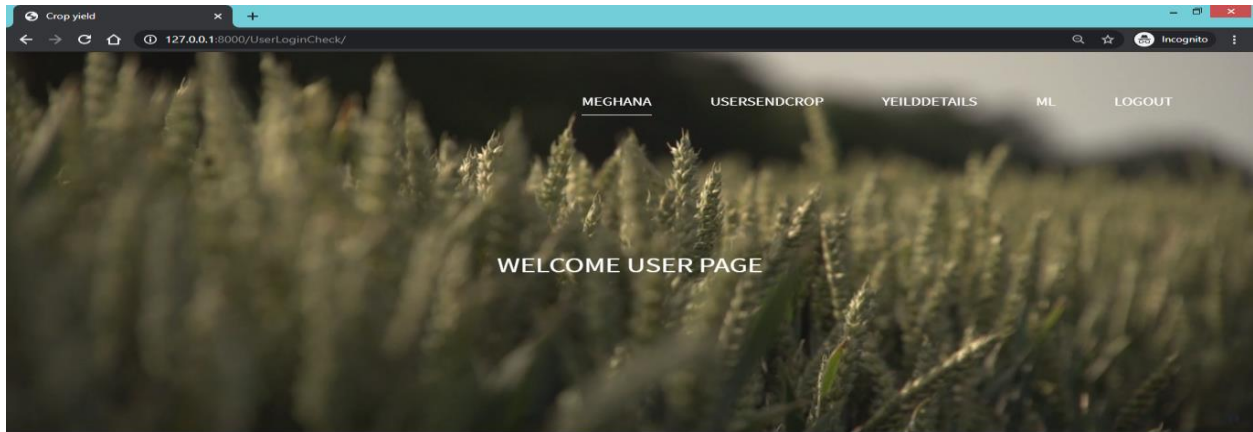 Crop yield
127.0.0.1:8000/UserLoginCheck/
Incognito
MEGHANA USERSENDCROP YEILDDETAILS ML LOGOUT
WELCOME USER PAGE